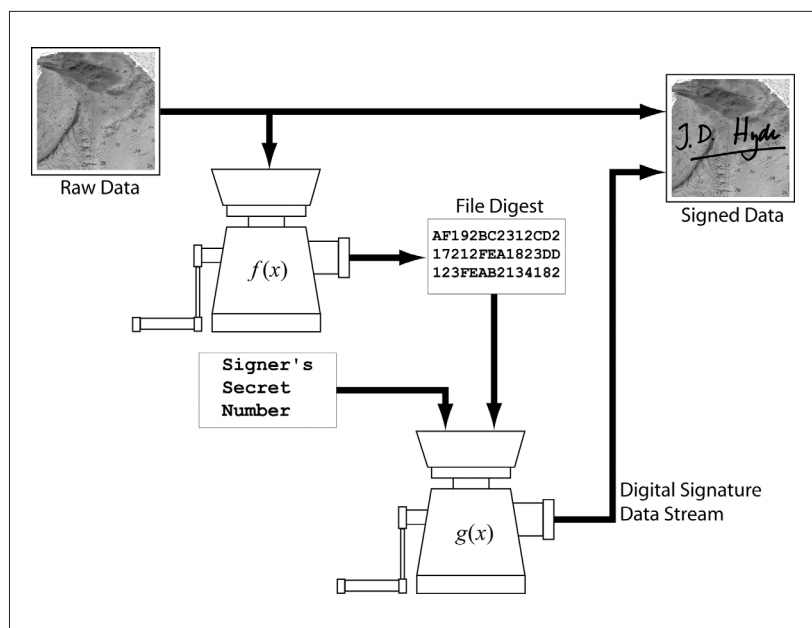 Raw Data
J.D. Hyde
Signed Data
File Digest
AF192BC2312CD2
17212FEA1823DD
123FEAB2134182
f(x)
Signer's
Secret
Number
g(x)
Digital Signature
Data Stream